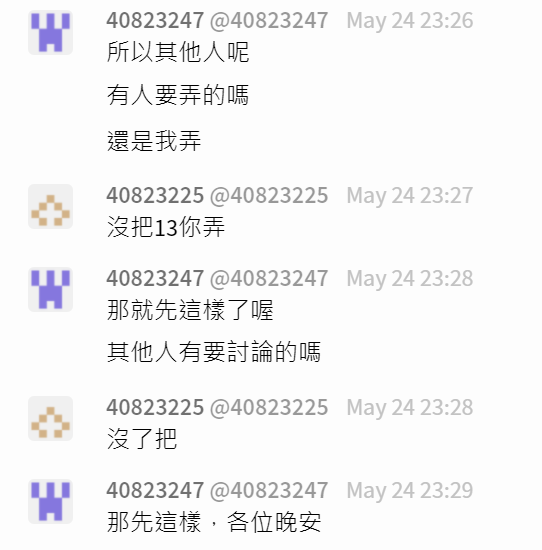 40823247 @40823247 May 24 23:26
所以其他人呢
有人要弄的嗎
還是我弄
40823225 @40823225 May 24 23:27
沒把13你弄
40823247 @40823247 May 24 23:28
那就先這樣了喔
其他人有要討論的嗎
40823225 @40823225 May 24 23:28
沒了把
40823247 @40823247 May 24 23:29
那先這樣，各位晚安